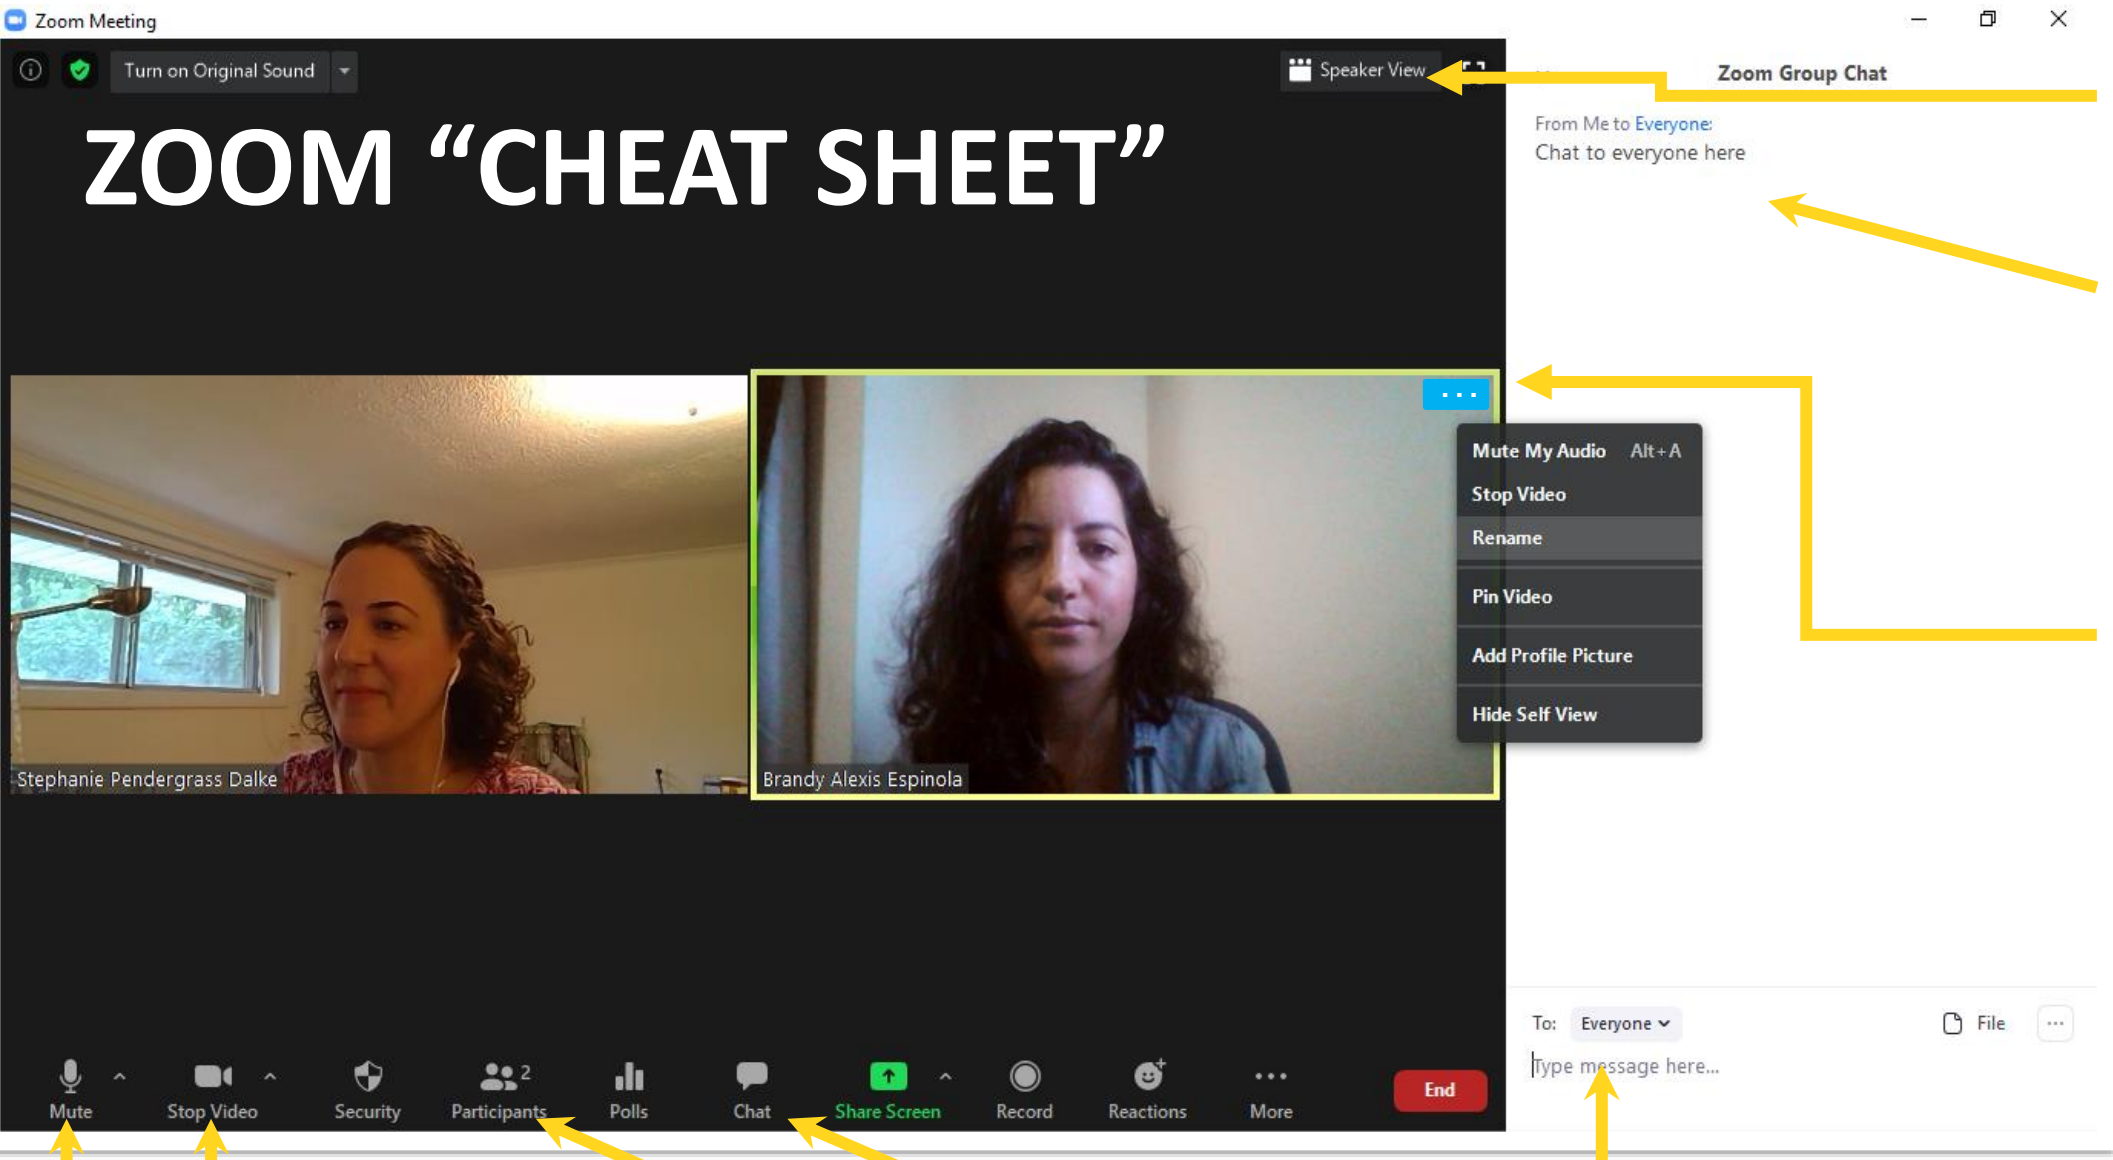 Zoom Meeting
Turn on Original Sound
Speaker View
Zoom Group Chat
ZOOM “CHEAT SHEET”
From Me to Everyone:
Chat to everyone here
...
Mute My Audio Alt+A
Stop Video
Rename
Pin Video
Add Profile Picture
Hide Self View
Stephanie Pendergrass Dalke
Brandy Alexis Espinola
To: Everyone
File
Type message here...
2
Mute
Stop Video
Security
Participants
Polls
Chat
Share Screen
Record
Reactions
More
End